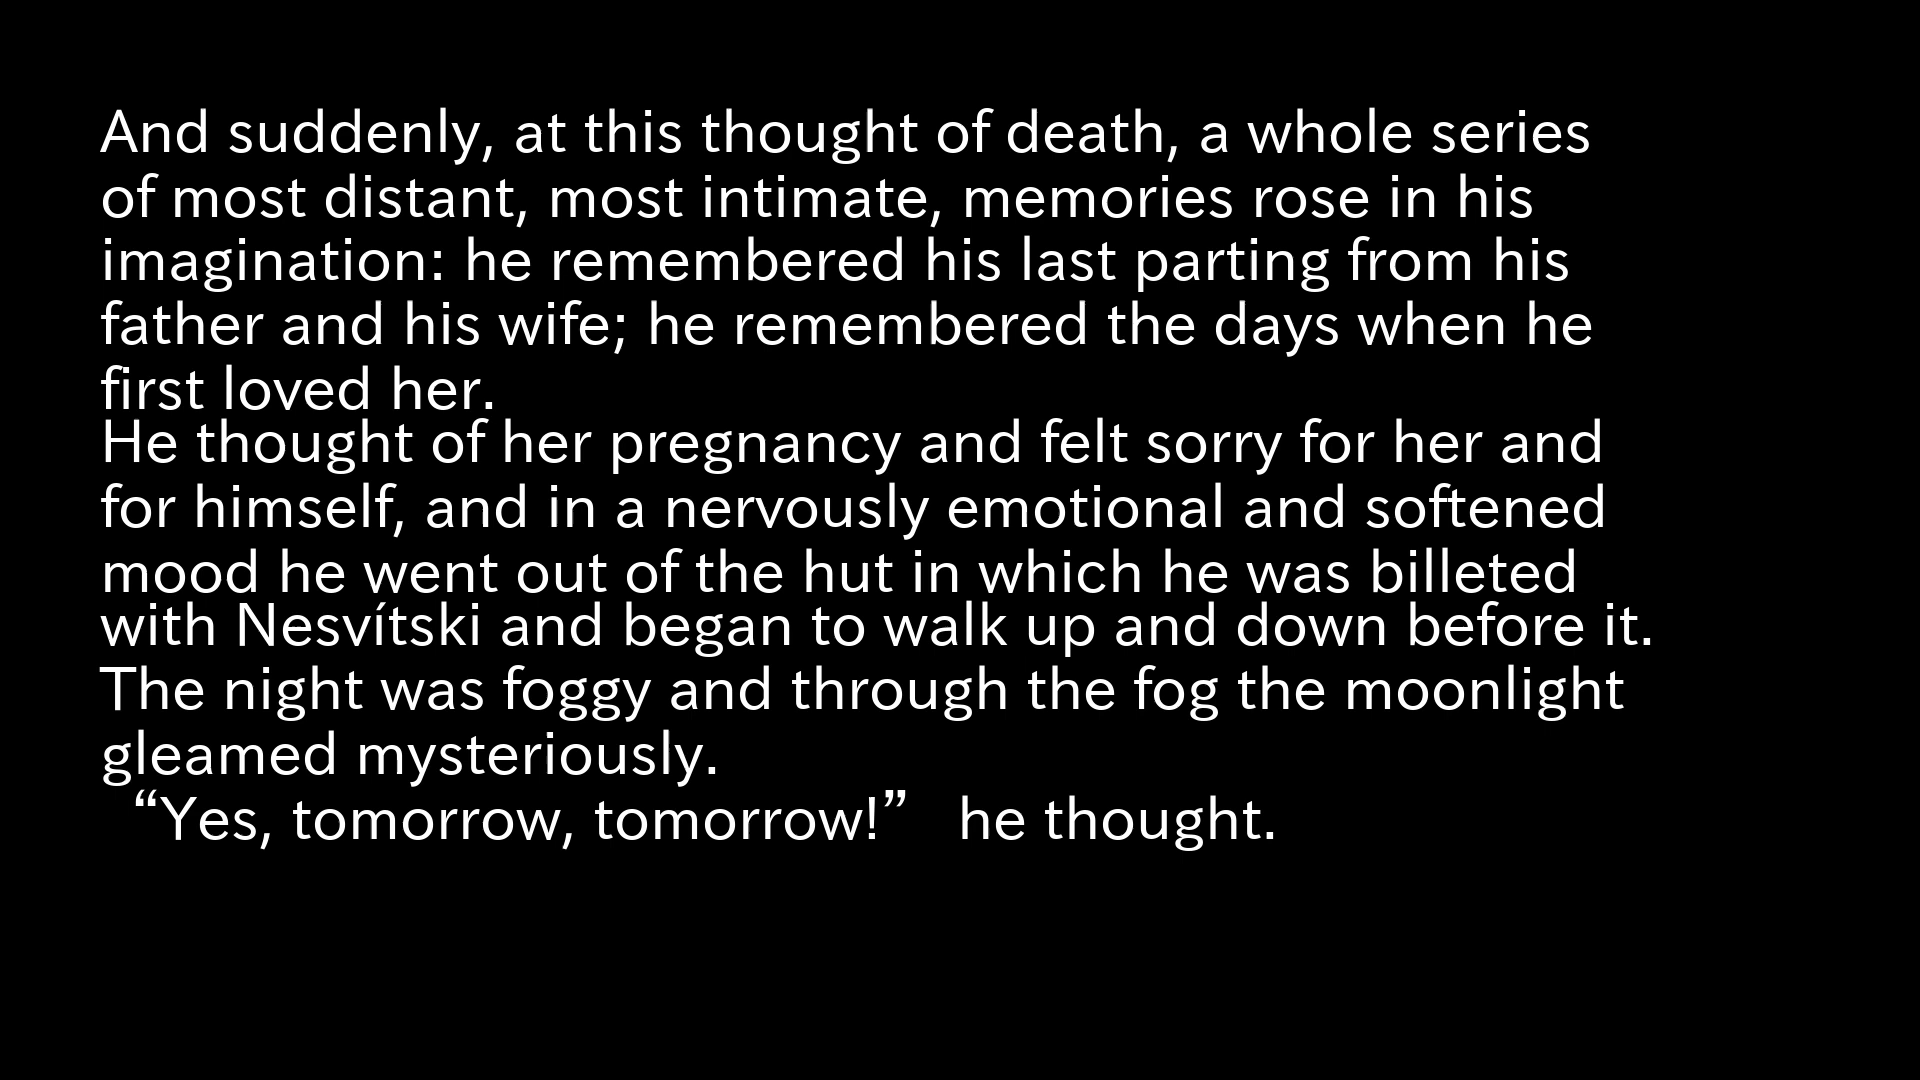 And suddenly, at this thought of death, a whole series
of most distant, most intimate, memories rose in his
imagination: he remembered his last parting from his
father and his wife; he remembered the days when he
first loved her.
He thought of her pregnancy and felt sorry for her and
for himself, and in a nervously emotional and softened
mood he went out of the hut in which he was billeted
with Nesvítski and began to walk up and down before it.
The night was foggy and through the fog the moonlight
gleamed mysteriously.
“Yes, tomorrow, tomorrow!” he thought.